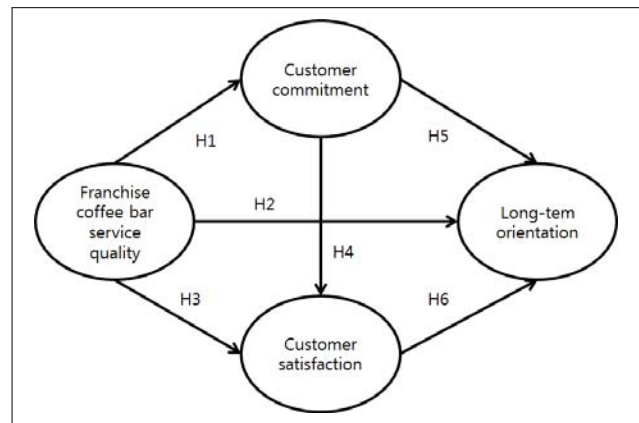 Customer
commitment
H1
H5
Franchise
coffee bar
service
quality
H2
Long-tem
orientation
H4
H3
H6
Customer
satisfaction